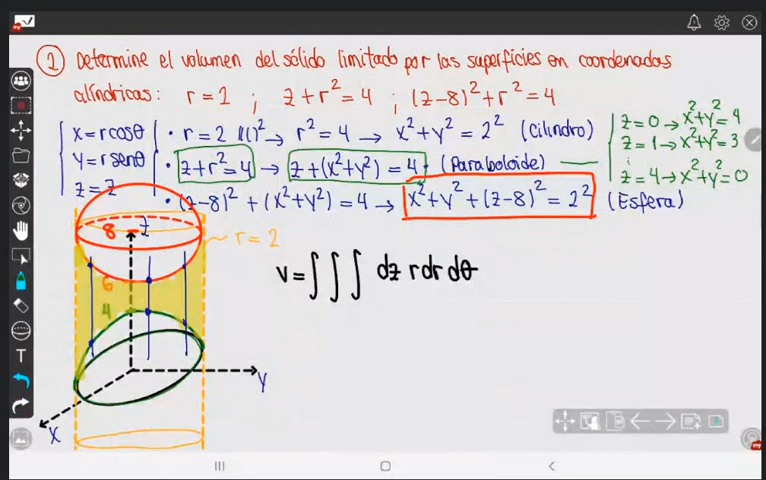 ① Determine el volumen del sólido limitado por las superficies en coordenadas
cilíndricas: r = 2 ; z + r² = 4 ; (z-8)² + r² = 4
x = r cosθ
y = r senθ
z = z
• r = 2 ||()² → r² = 4 → x² + y² = 2² (Cilindro)
• z + r² = 4 → z + (x² + y²) = 4 (Paraboloide)
• (z-8)² + (x² + y²) = 4 → x² + y² + (z-8)² = 2² (Esfera)
z = 0 → x² + y² = 4
z = 1 → x² + y² = 3
⋮
z = 4 → x² + y² = 0
8
z
r = 2
6
4
y
x
V = ∫ ∫ ∫ dz r dr dθ
T